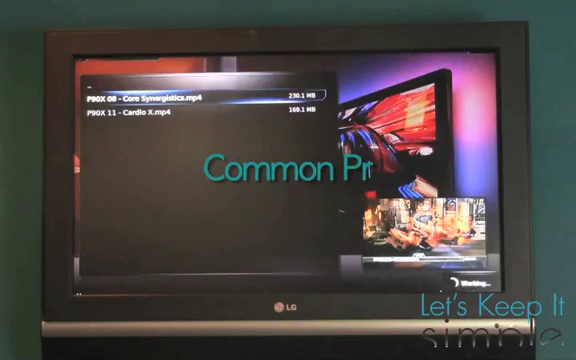 ..
P90X 08 - Core Synergistics.mp4 230.1 MB
P90X 11 - Cardio X.mp4 169.1 MB
Common Pr
Working...
LG
Let's Keep It
simple